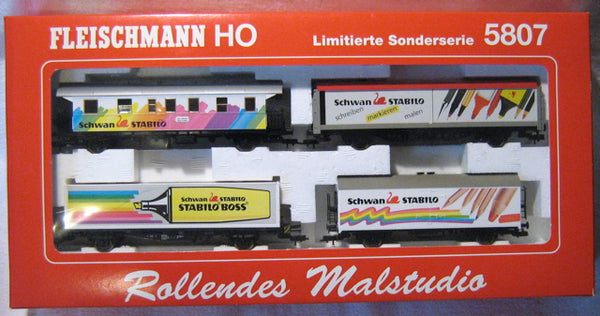 FLEISCHMANN HO
Limitierte Sonderserie 5807
Schwan STABILO
Schwan STABILO
schreiben
markieren
malen
Schwan STABILO
STABILO BOSS
Schwan STABILO
Rollendes Malstudio